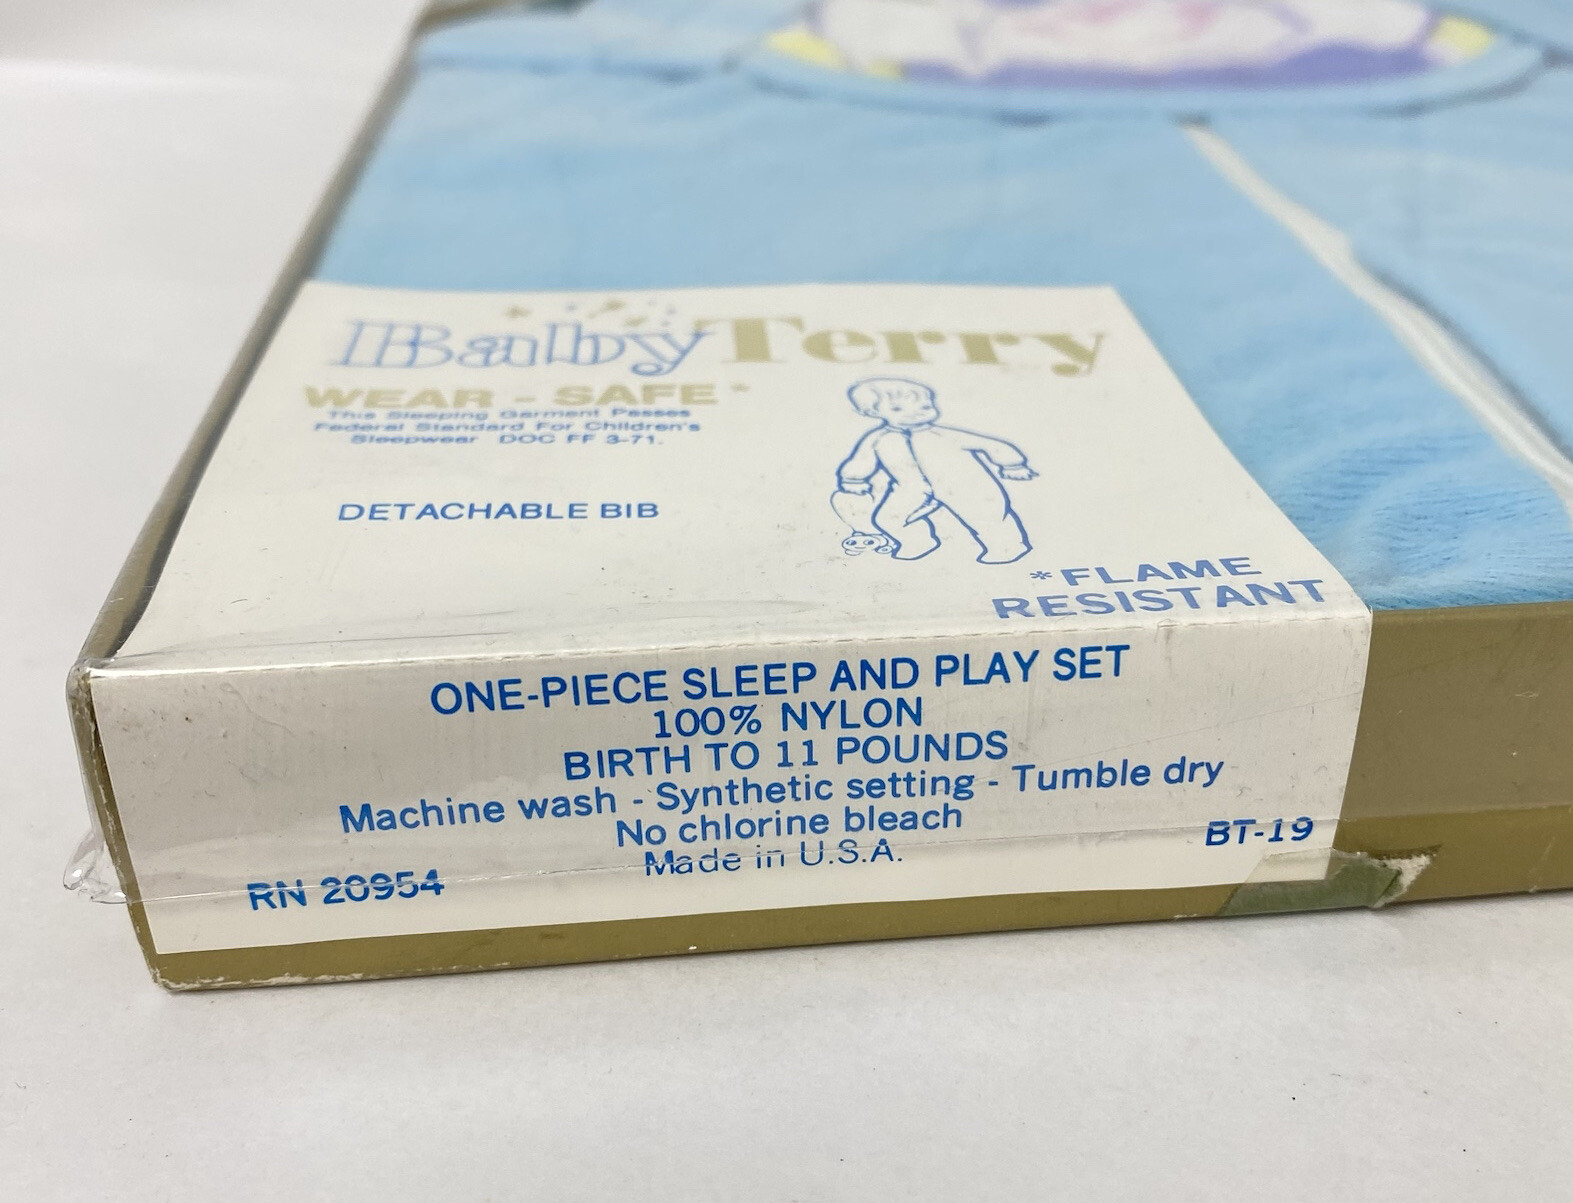 Baby Terry
WEAR - SAFE*
This Sleeping Garment Passes
Federal Standard For Children's
Sleepwear DOC FF 3-71.
DETACHABLE BIB
*FLAME
RESISTANT
ONE-PIECE SLEEP AND PLAY SET
100% NYLON
BIRTH TO 11 POUNDS
Machine wash - Synthetic setting - Tumble dry
No chlorine bleach
Made in U.S.A.
RN 20954
BT-19